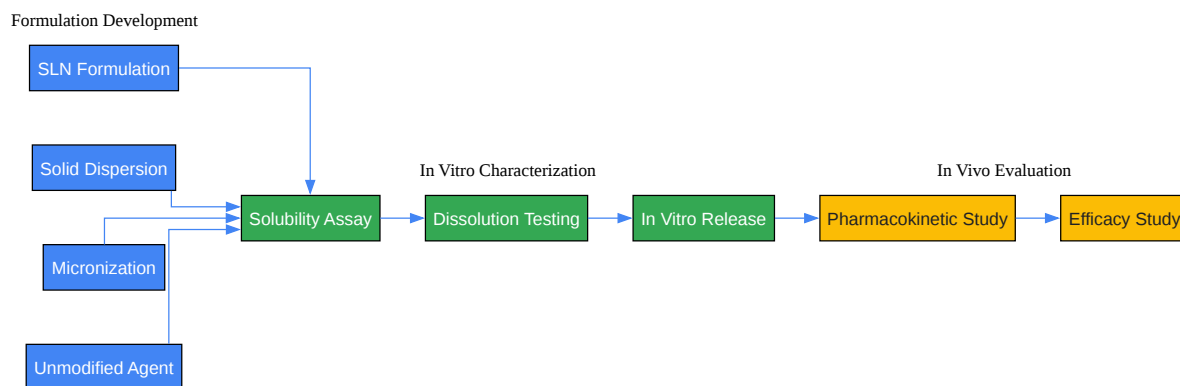 Formulation Development
SLN Formulation
Solid Dispersion
In Vitro Characterization
In Vivo Evaluation
Solubility Assay
Dissolution Testing
In Vitro Release
Pharmacokinetic Study
Efficacy Study
Micronization
Unmodified Agent